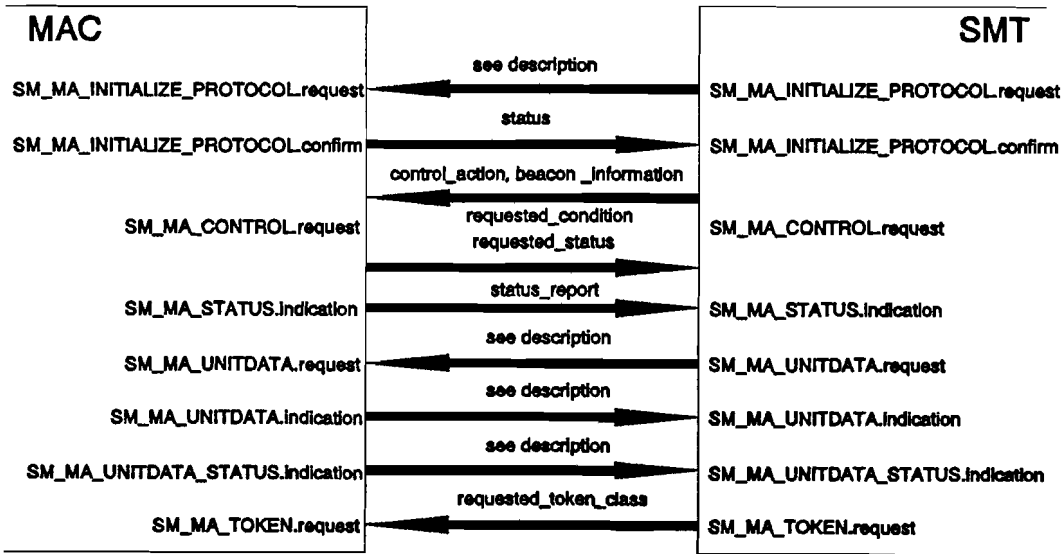 MAC
SMT
see description
SM_MA_INITIALIZE_PROTOCOL.request
SM_MA_INITIALIZE_PROTOCOL.request
status
SM_MA_INITIALIZE_PROTOCOL.confirm
SM_MA_INITIALIZE_PROTOCOL.confirm
control_action, beacon _information
requested_condition
SM_MA_CONTROL.request
SM_MA_CONTROL.request
requested_status
status_report
SM_MA_STATUS.indication
SM_MA_STATUS.indication
see description
SM_MA_UNITDATA.request
SM_MA_UNITDATA.request
see description
SM_MA_UNITDATA.indication
SM_MA_UNITDATA.indication
see description
SM_MA_UNITDATA_STATUS.indication
SM_MA_UNITDATA_STATUS.indication
requested_token_class
SM_MA_TOKEN.request
SM_MA_TOKEN.request